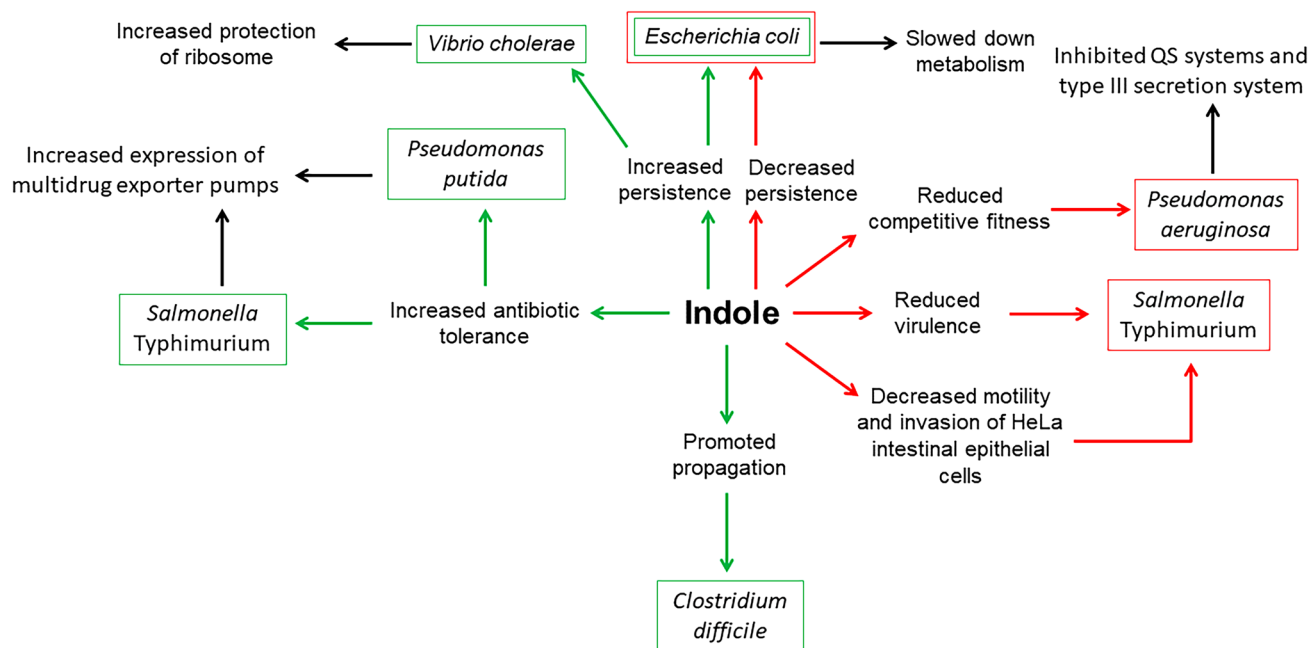 Increased protection
of ribosome
Vibrio cholerae
Escherichia coli
Slowed down
metabolism
Inhibited QS systems and
type III secretion system
Increased expression of
multidrug exporter pumps
Pseudomonas
putida
Increased
persistence
Decreased
persistence
Reduced
competitive fitness
Pseudomonas
aeruginosa
Salmonella
Typhimurium
Increased antibiotic
tolerance
Indole
Reduced
virulence
Salmonella
Typhimurium
Decreased motility
and invasion of HeLa
intestinal epithelial
cells
Promoted
propagation
Clostridium
difficile